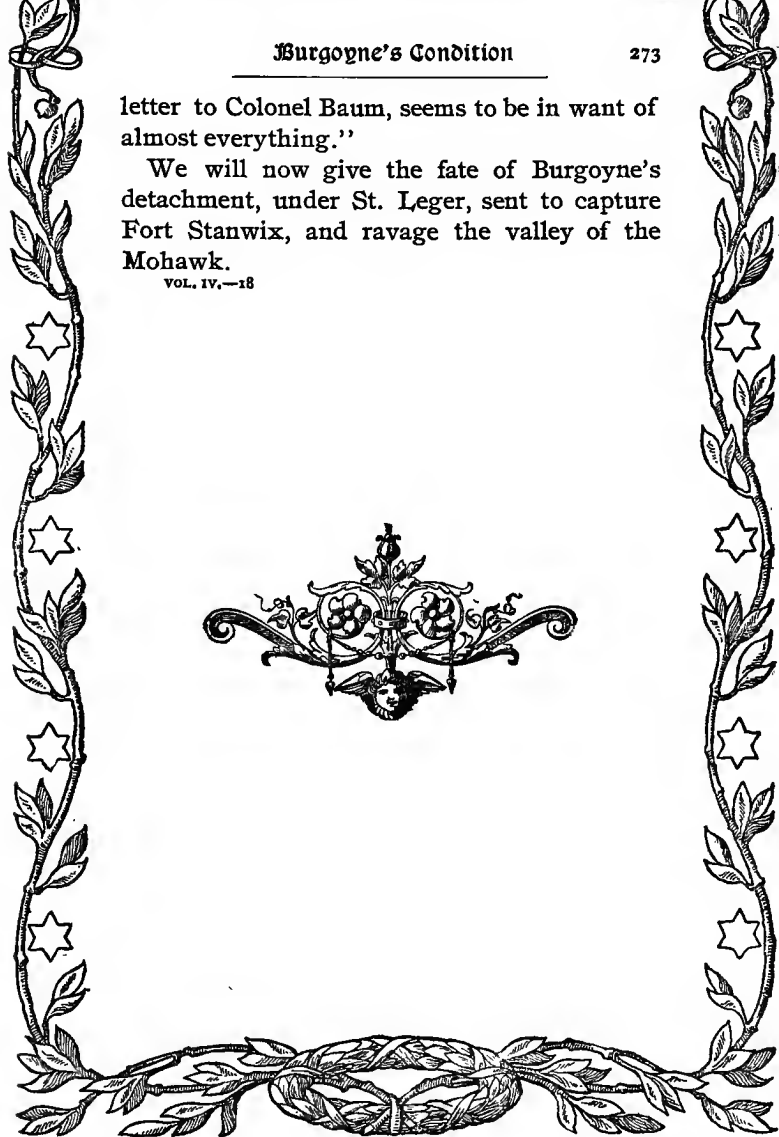 Burgoyne's Condition 273
letter to Colonel Baum, seems to be in want of
almost everything."
We will now give the fate of Burgoyne's
detachment, under St. Leger, sent to capture
Fort Stanwix, and ravage the valley of the
Mohawk.
VOL. IV.—18